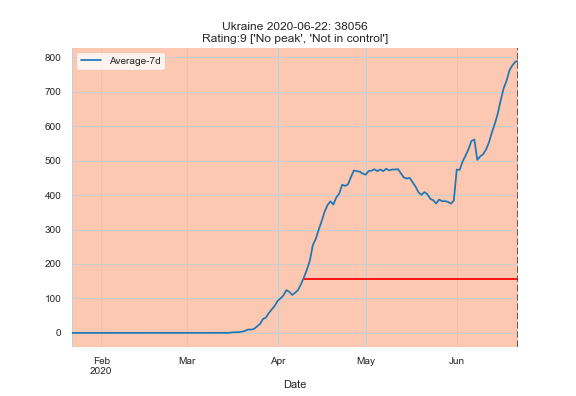 Ukraine 2020-06-22: 38056
Rating:9 ['No peak', 'Not in control']
Average-7d
800
700
600
500
400
300
200
100
0
Feb
2020
Mar
Apr
May
Jun
Date